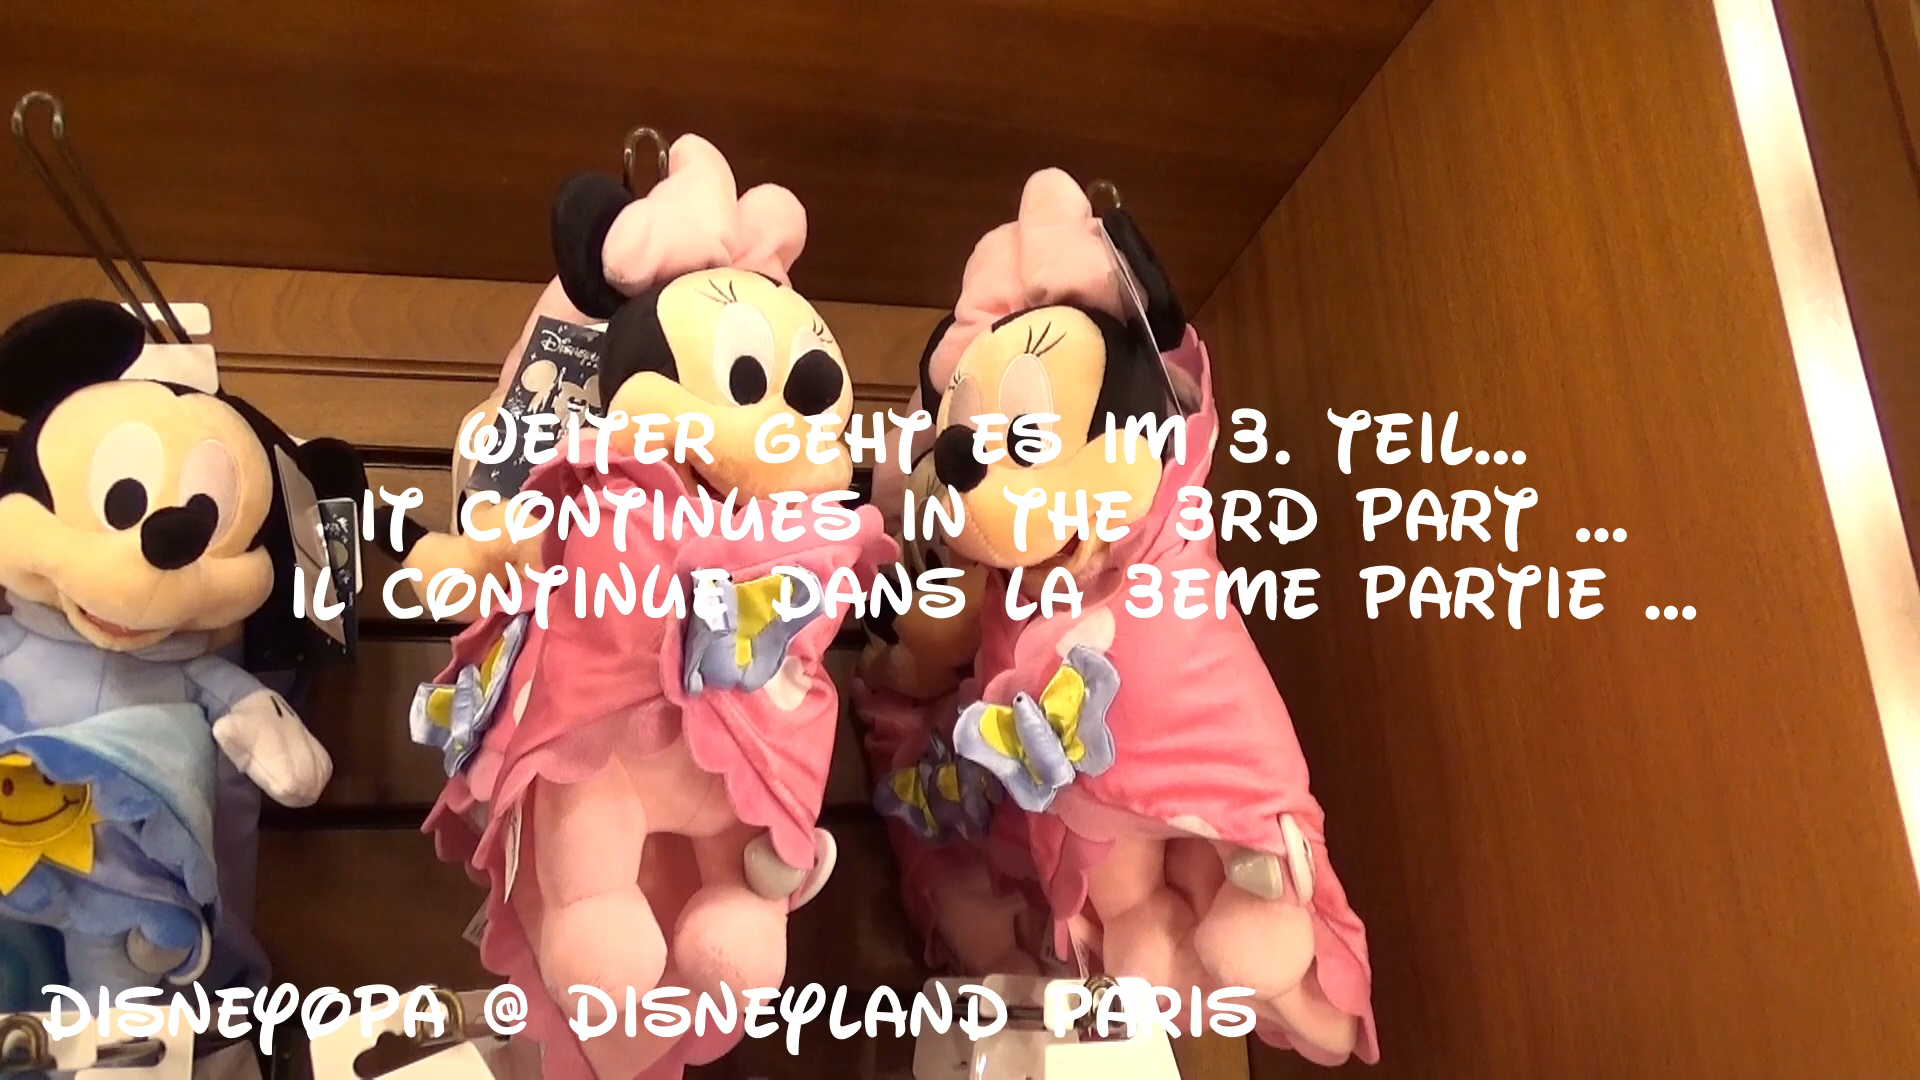 WEITER GEHT ES IM 3. TEIL...
IT CONTINUES IN THE 3RD PART ...
IL CONTINUE DANS LA 3EME PARTIE ...
DISNEYOPA @ DISNEYLAND PARIS